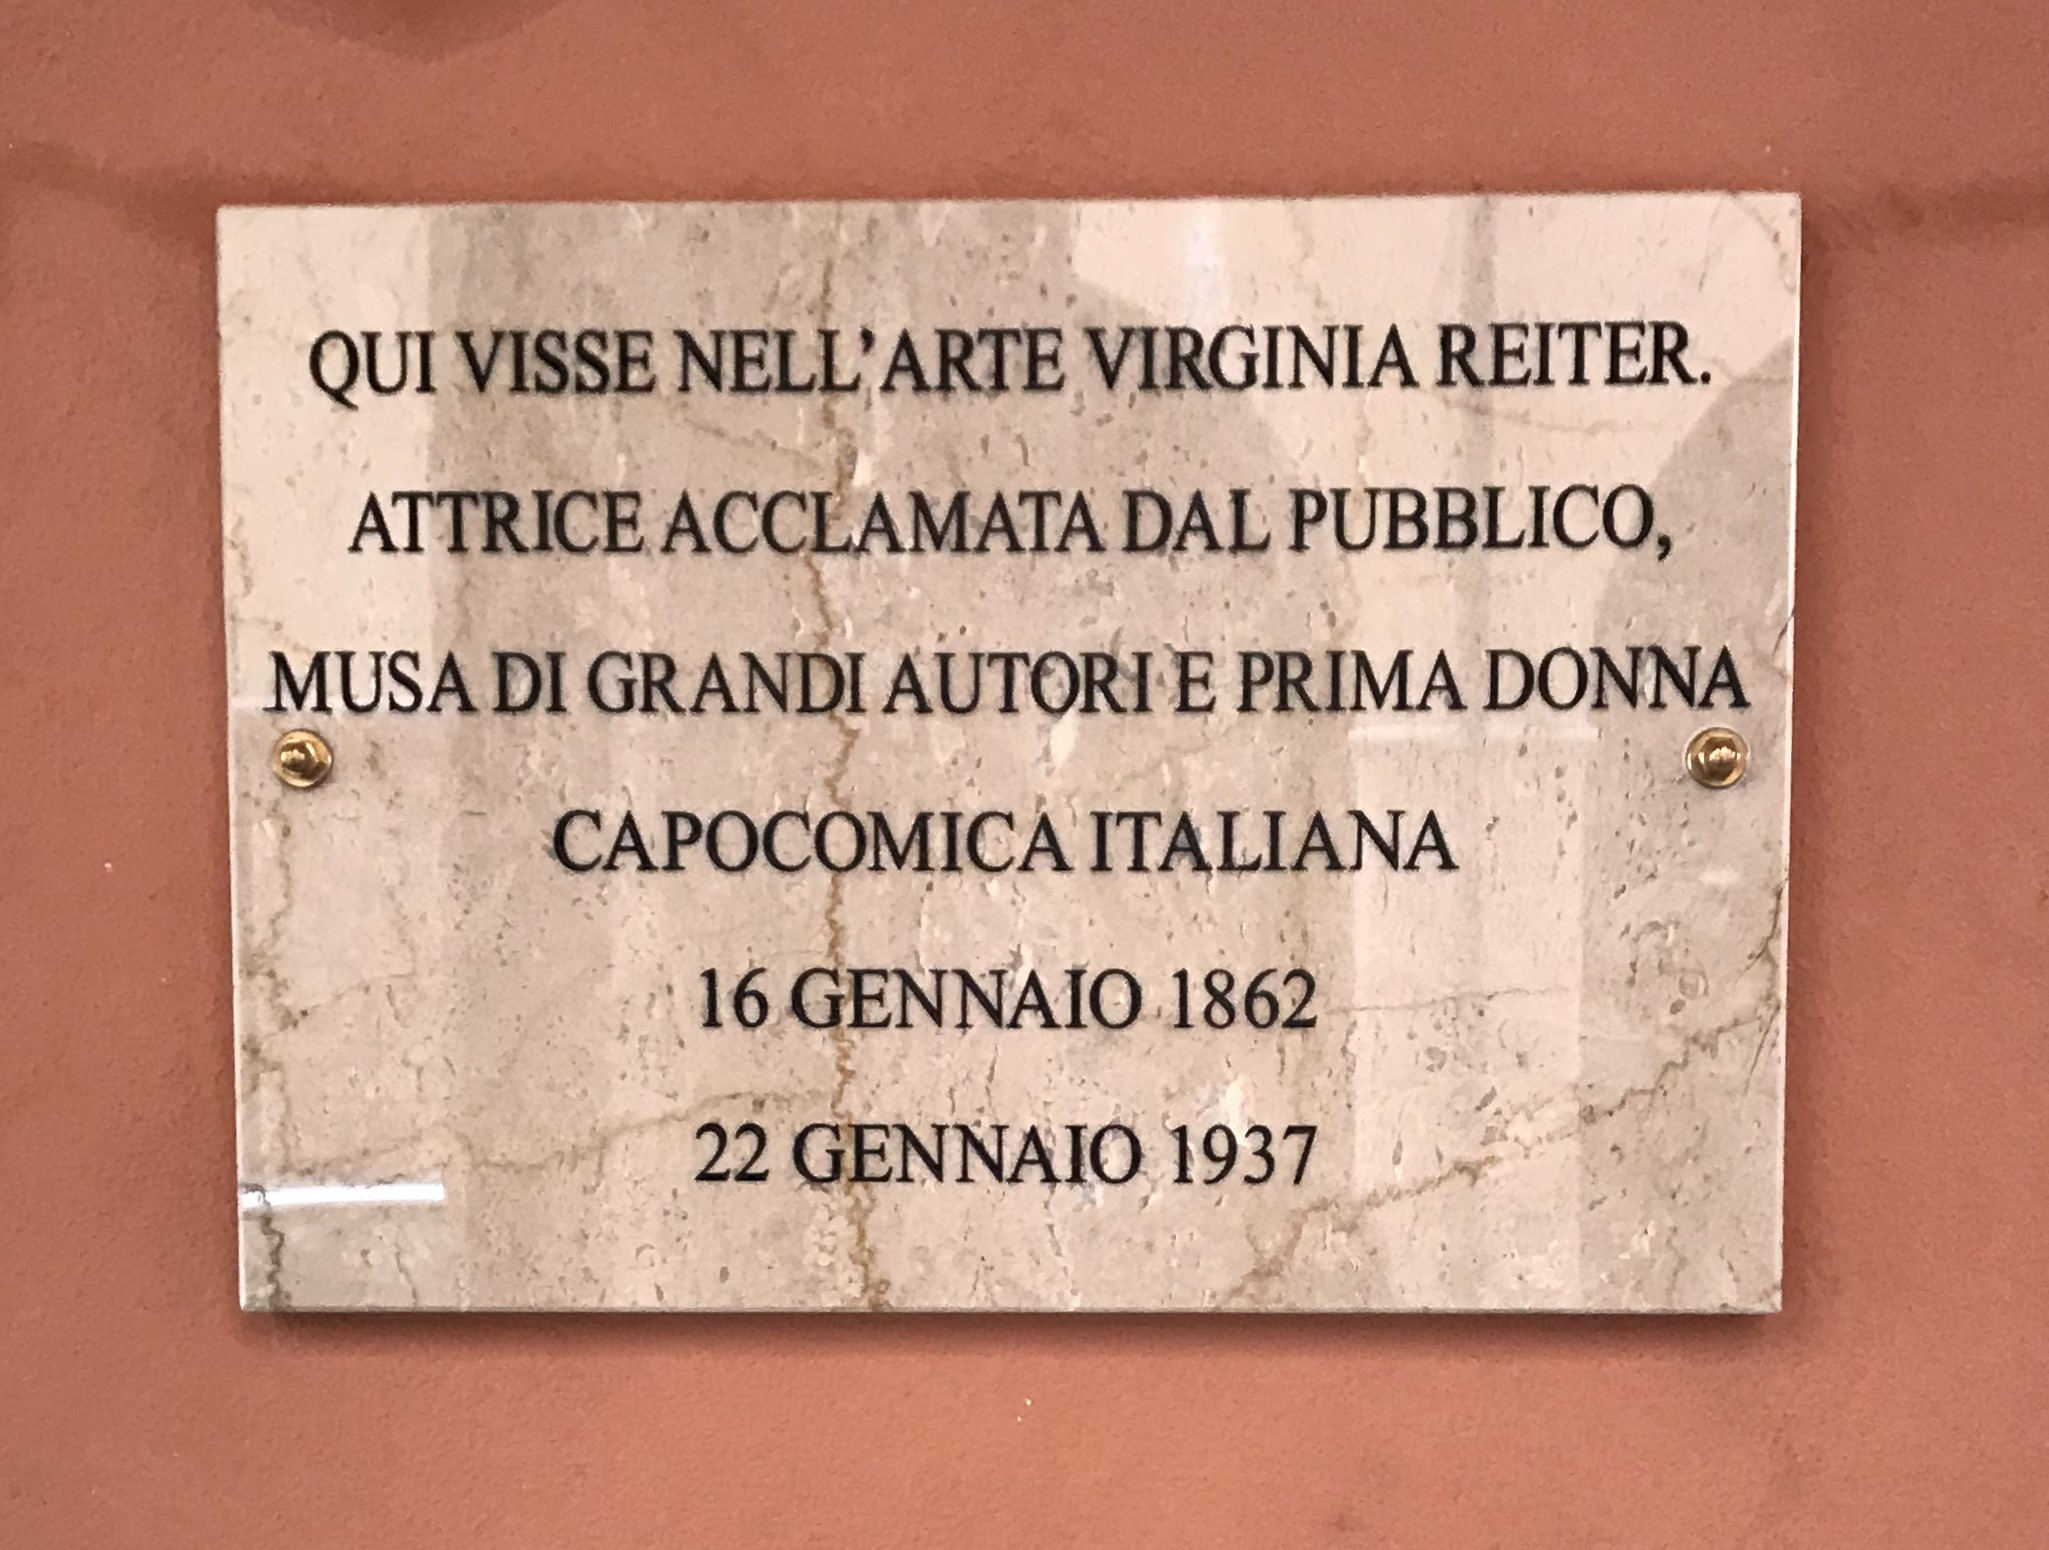 QUI VISSE NELL'ARTE VIRGINIA REITER.
ATTRICE ACCLAMATA DAL PUBBLICO,
MUSA DI GRANDI AUTORI E PRIMA DONNA
CAPOCOMICA ITALIANA
16 GENNAIO 1862
22 GENNAIO 1937